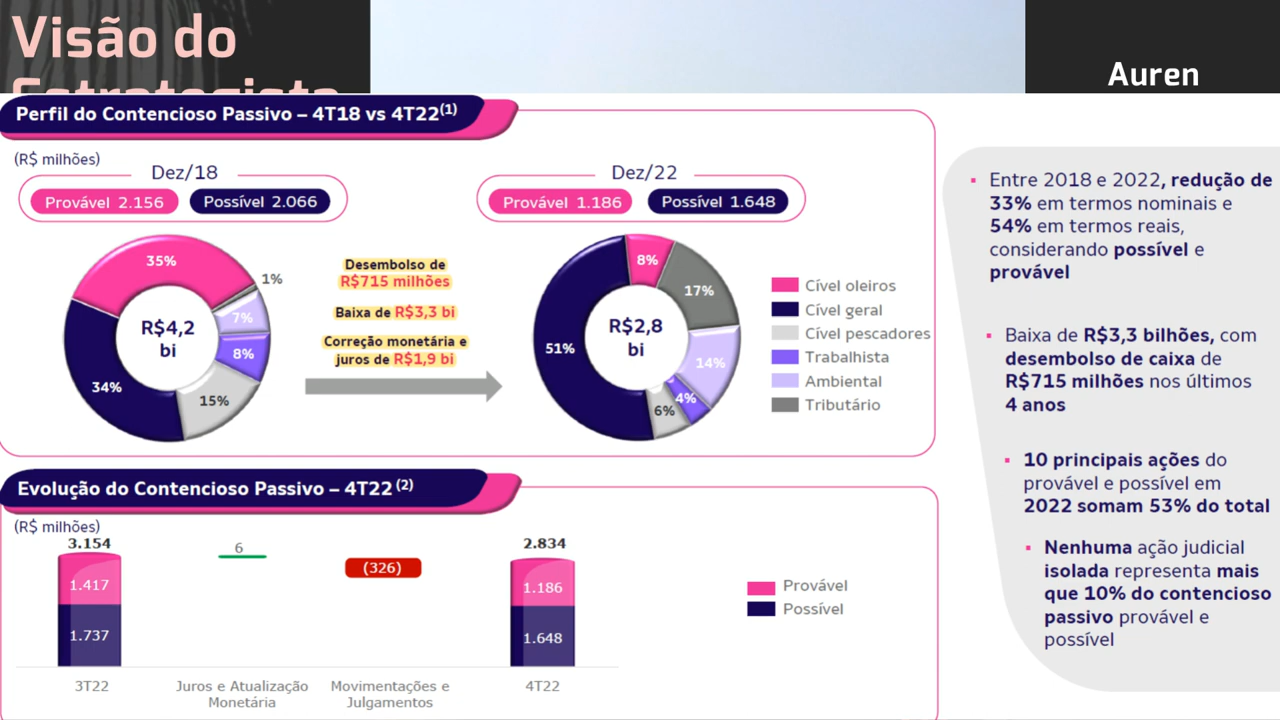 Visão do
Estrategista
Auren
Perfil do Contencioso Passivo – 4T18 vs 4T22(1)
(R$ milhões)
Dez/18
Provável 2.156
Possível 2.066
Dez/22
Provável 1.186
Possível 1.648
35%
1%
7%
8%
15%
34%
R$4,2
bi
Desembolso de
R$715 milhões
Baixa de R$3,3 bi
Correção monetária e
juros de R$1,9 bi
8%
17%
14%
4%
6%
51%
R$2,8
bi
Cível oleiros
Cível geral
Cível pescadores
Trabalhista
Ambiental
Tributário
Evolução do Contencioso Passivo – 4T22 (2)
(R$ milhões)
3.154
1.417
1.737
6
(326)
2.834
1.186
1.648
3T22
Juros e Atualização
Monetária
Movimentações e
Julgamentos
4T22
Provável
Possível
Entre 2018 e 2022, redução de
33% em termos nominais e
54% em termos reais,
considerando possível e
provável
Baixa de R$3,3 bilhões, com
desembolso de caixa de
R$715 milhões nos últimos
4 anos
10 principais ações do
provável e possível em
2022 somam 53% do total
Nenhuma ação judicial
isolada representa mais
que 10% do contencioso
passivo provável e
possível